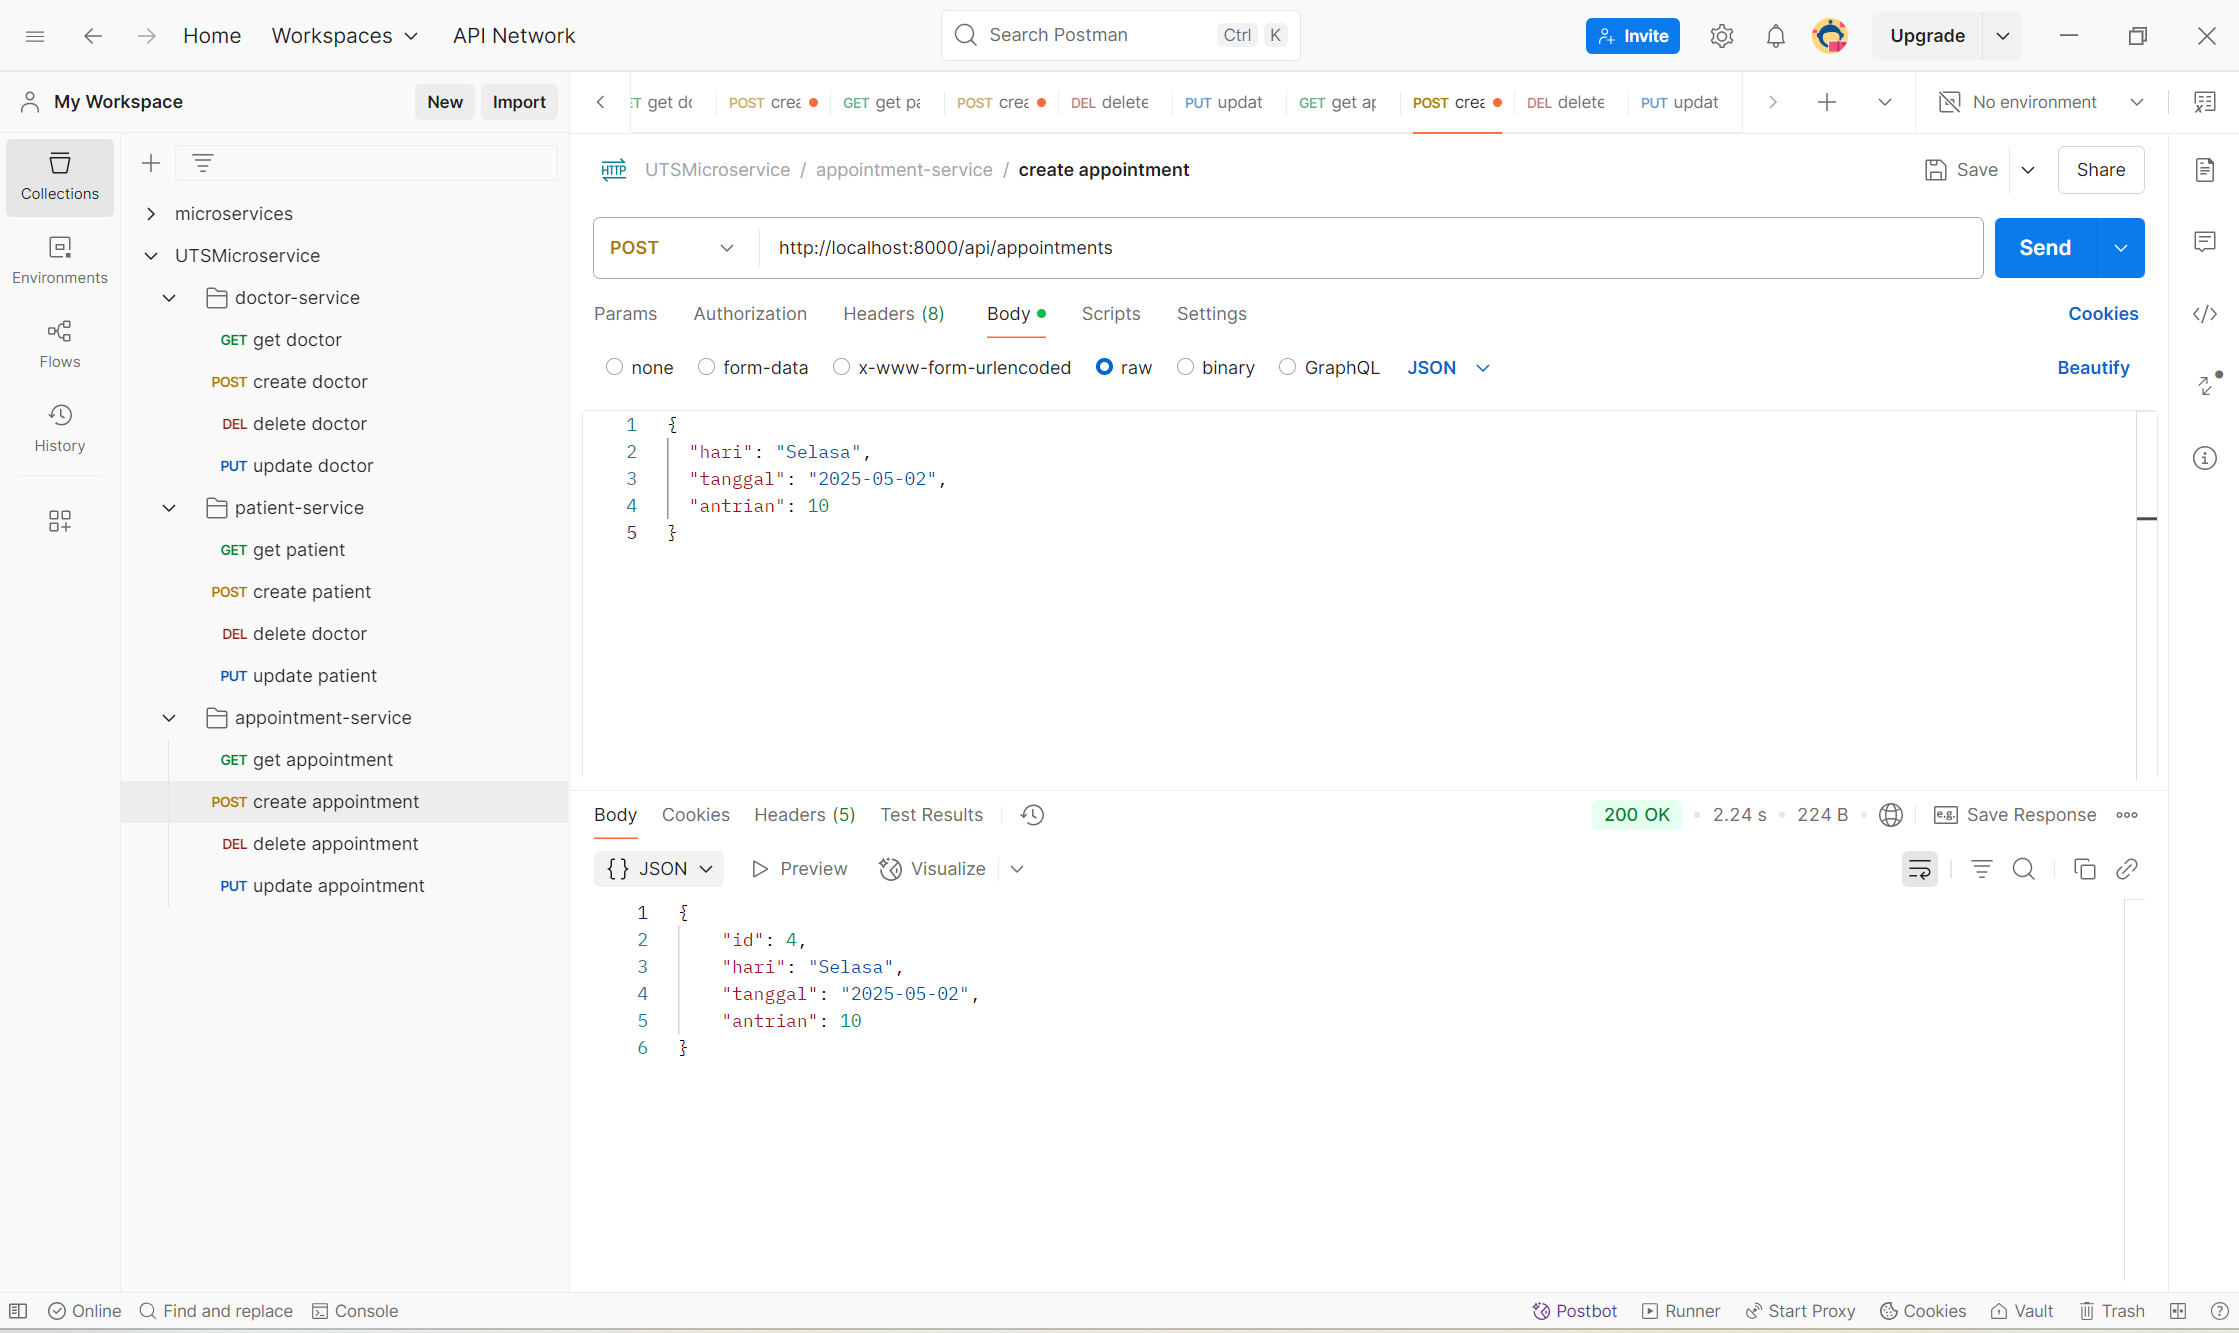 Home Workspaces API Network Search Postman Ctrl K Invite Upgrade
My Workspace New Import
get dc POST crea GET get pa POST crea DEL delete PUT updat GET get ap POST crea DEL delete PUT updat No environment
Collections
Environments
Flows
History
microservices
UTSMicroservice
doctor-service
GET get doctor
POST create doctor
DEL delete doctor
PUT update doctor
patient-service
GET get patient
POST create patient
DEL delete doctor
PUT update patient
appointment-service
GET get appointment
POST create appointment
DEL delete appointment
PUT update appointment
HTTP UTSMicroservice / appointment-service / create appointment Save Share
POST http://localhost:8000/api/appointments Send
Params Authorization Headers (8) Body Scripts Settings Cookies
none form-data x-www-form-urlencoded raw binary GraphQL JSON Beautify
1 {
2 "hari": "Selasa",
3 "tanggal": "2025-05-02",
4 "antrian": 10
5 }
Body Cookies Headers (5) Test Results 200 OK • 2.24 s • 224 B • e.g. Save Response
{} JSON Preview Visualize
1 {
2 "id": 4,
3 "hari": "Selasa",
4 "tanggal": "2025-05-02",
5 "antrian": 10
6 }
Online Find and replace Console Postbot Runner Start Proxy Cookies Vault Trash